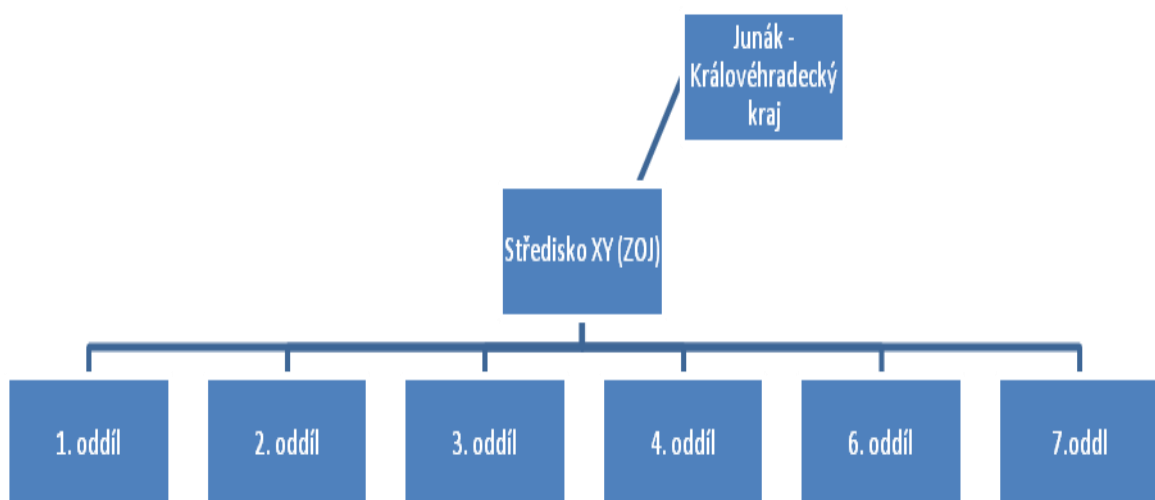 Junák -
Královéhradecký
kraj
Středisko XY (ZOJ)
1. oddíl
2. oddíl
3. oddíl
4. oddíl
6. oddíl
7.oddl